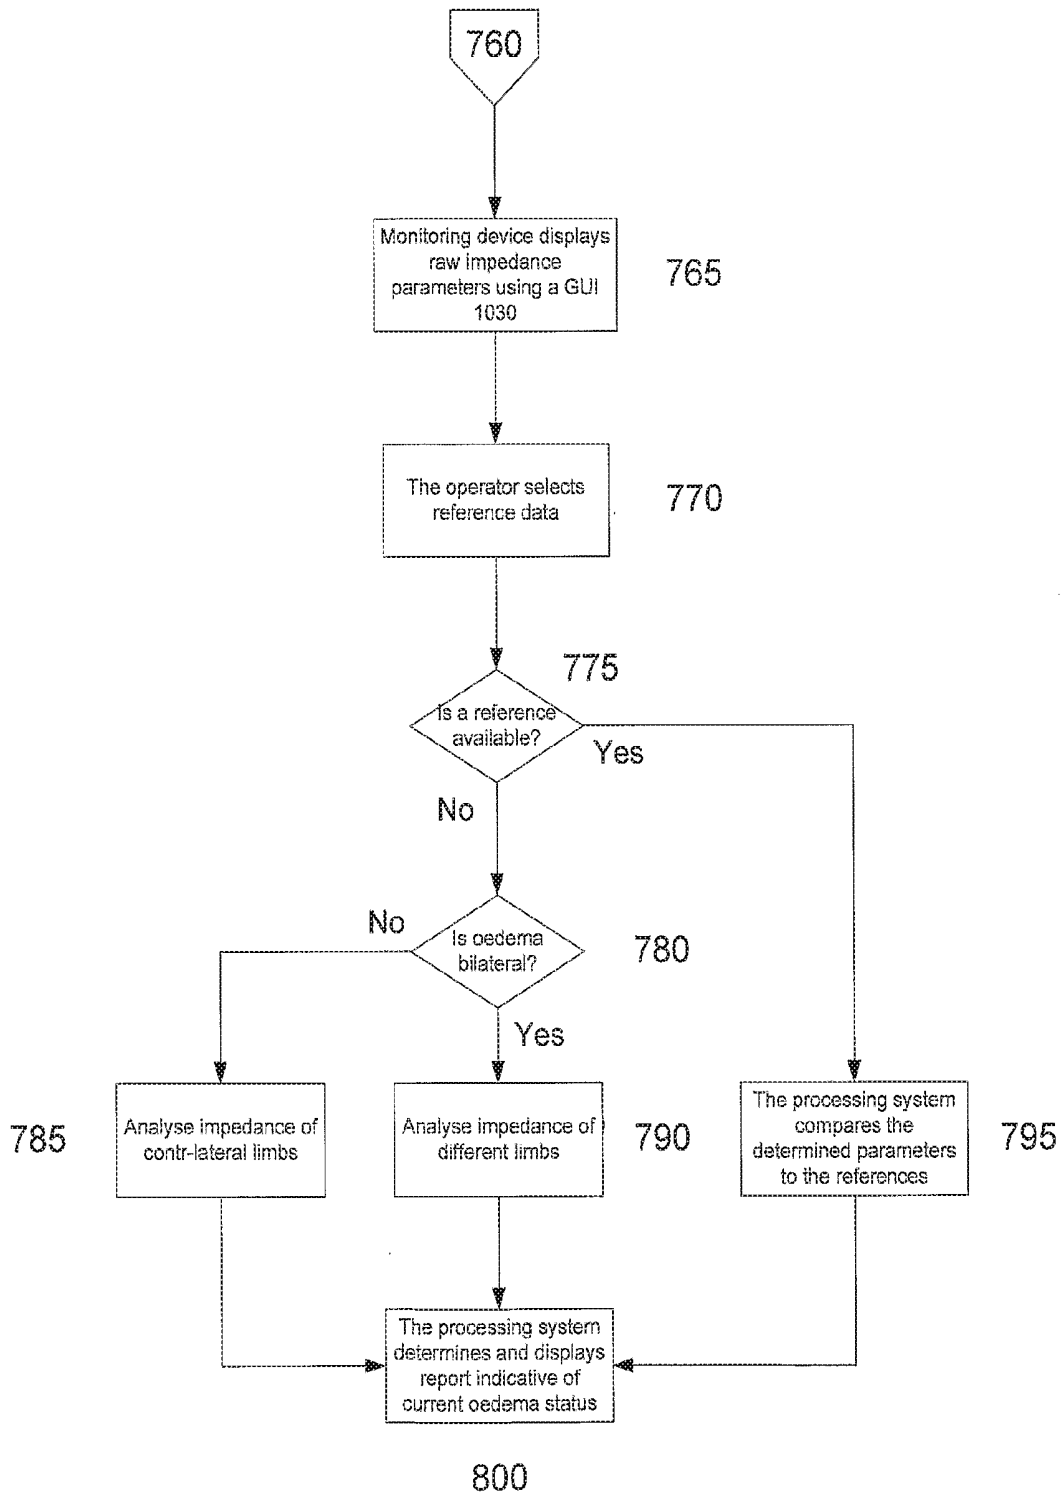 760
Monitoring device displays
raw impedance
parameters using a GUI
1030
765
The operator selects
reference data
770
775
Is a reference
available?
Yes
No
No
Is oedema
bilateral?
780
Yes
785
Analyse impedance of
contr-lateral limbs
Analyse impedance of
different limbs
790
The processing system
compares the
determined parameters
to the references
795
The processing system
determines and displays
report indicative of
current oedema status
800